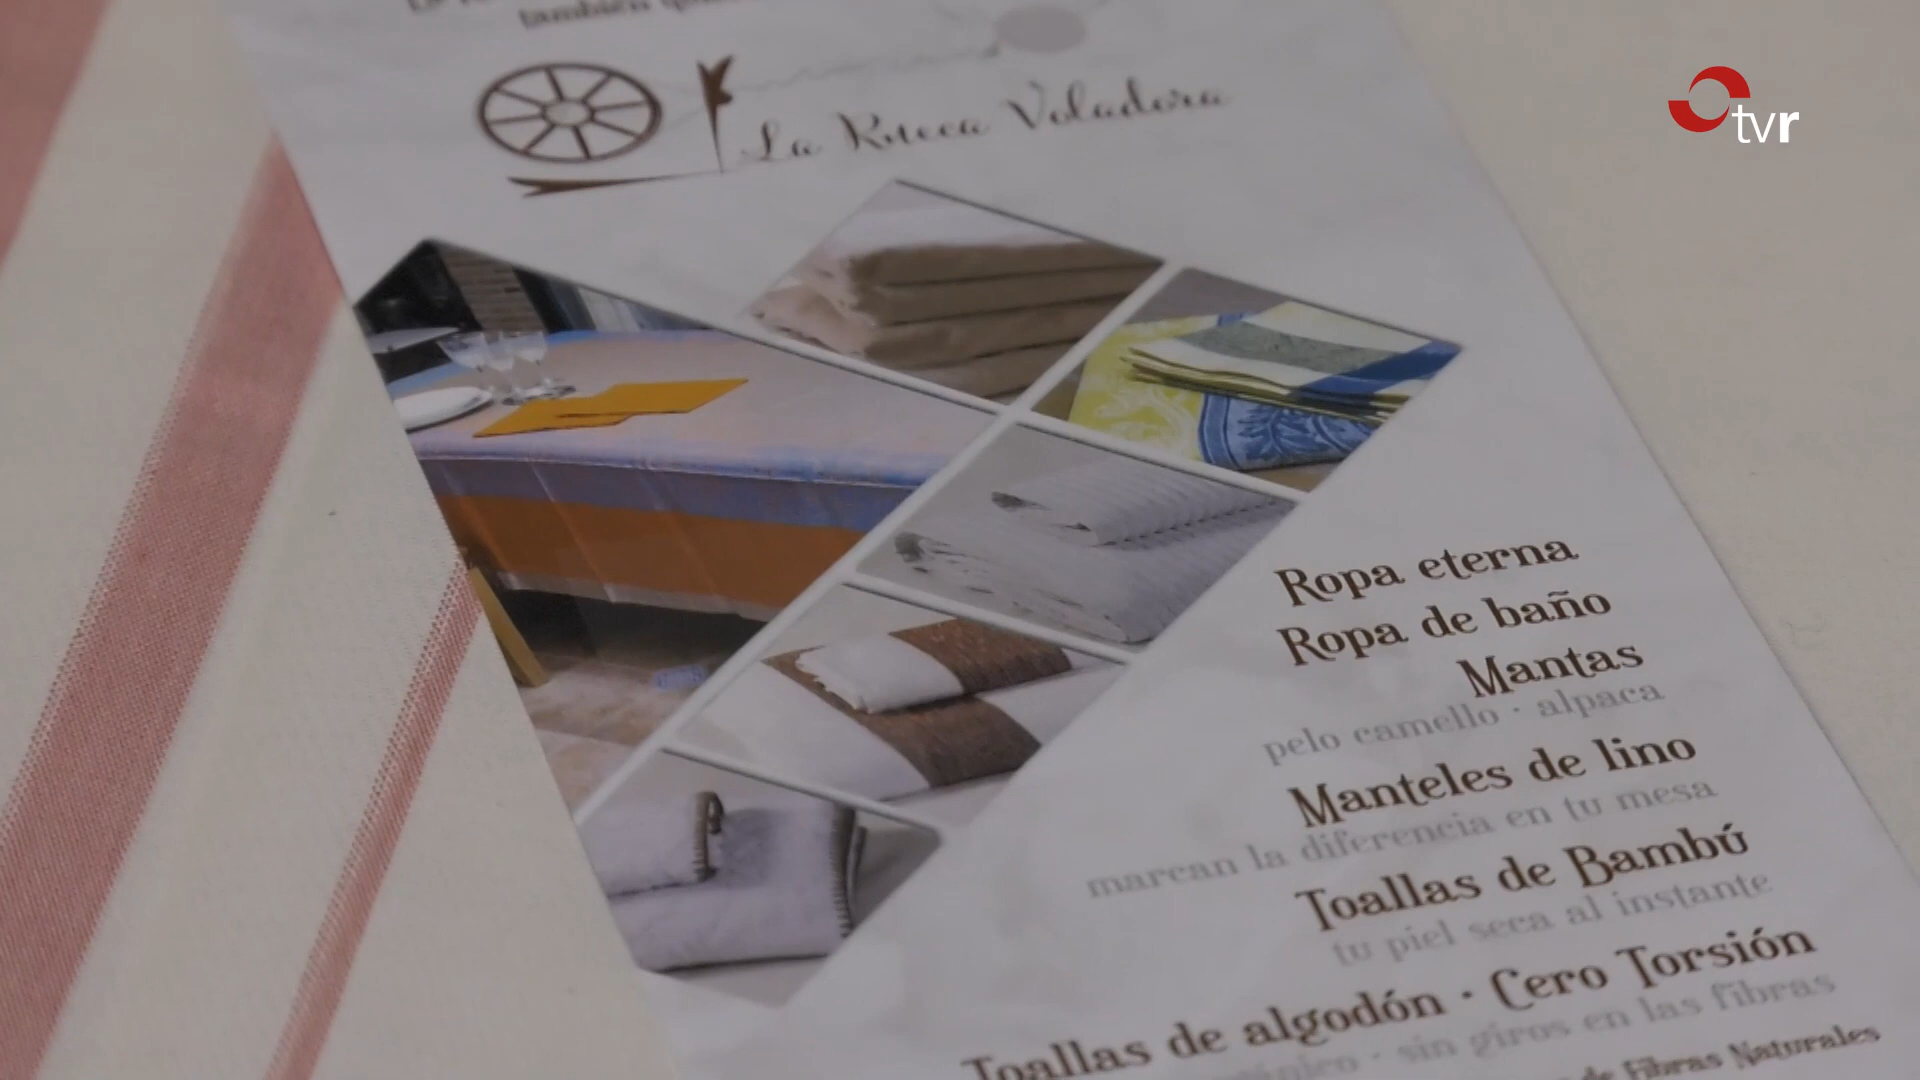 también
La Rueca Voladora
tvr
Ropa eterna
Ropa de baño
Mantas
pelo camello · alpaca
Manteles de lino
marcan la diferencia en tu mesa
Toallas de Bambú
tu piel seca al instante
Toallas de algodón · Cero Torsión
· sin giros en las fibras
de Fibras Naturales